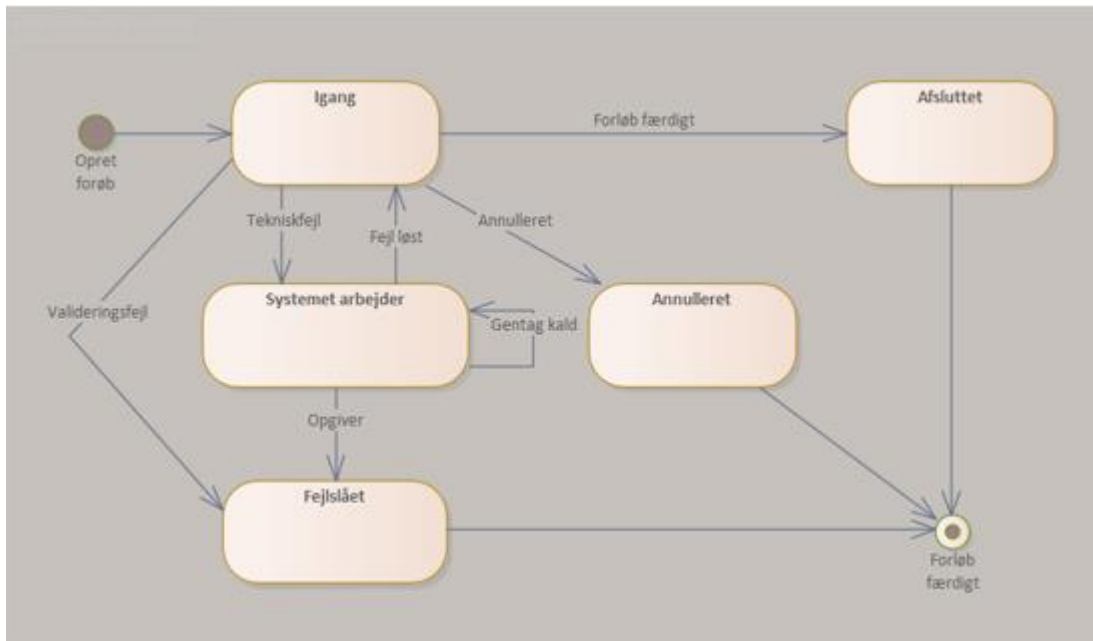 Igang
Afsluttet
Forløb færdigt
Opret
forøb
Tekniskfejl
Fejl løst
Annulleret
Valideringsfejl
Systemet arbejder
Gentag kald
Annulleret
Opgiver
Fejlslået
Forløb
færdigt